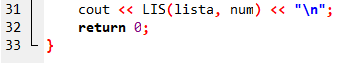 31 cout << LIS(lista, num) << "\n";
32 return 0;
33 }